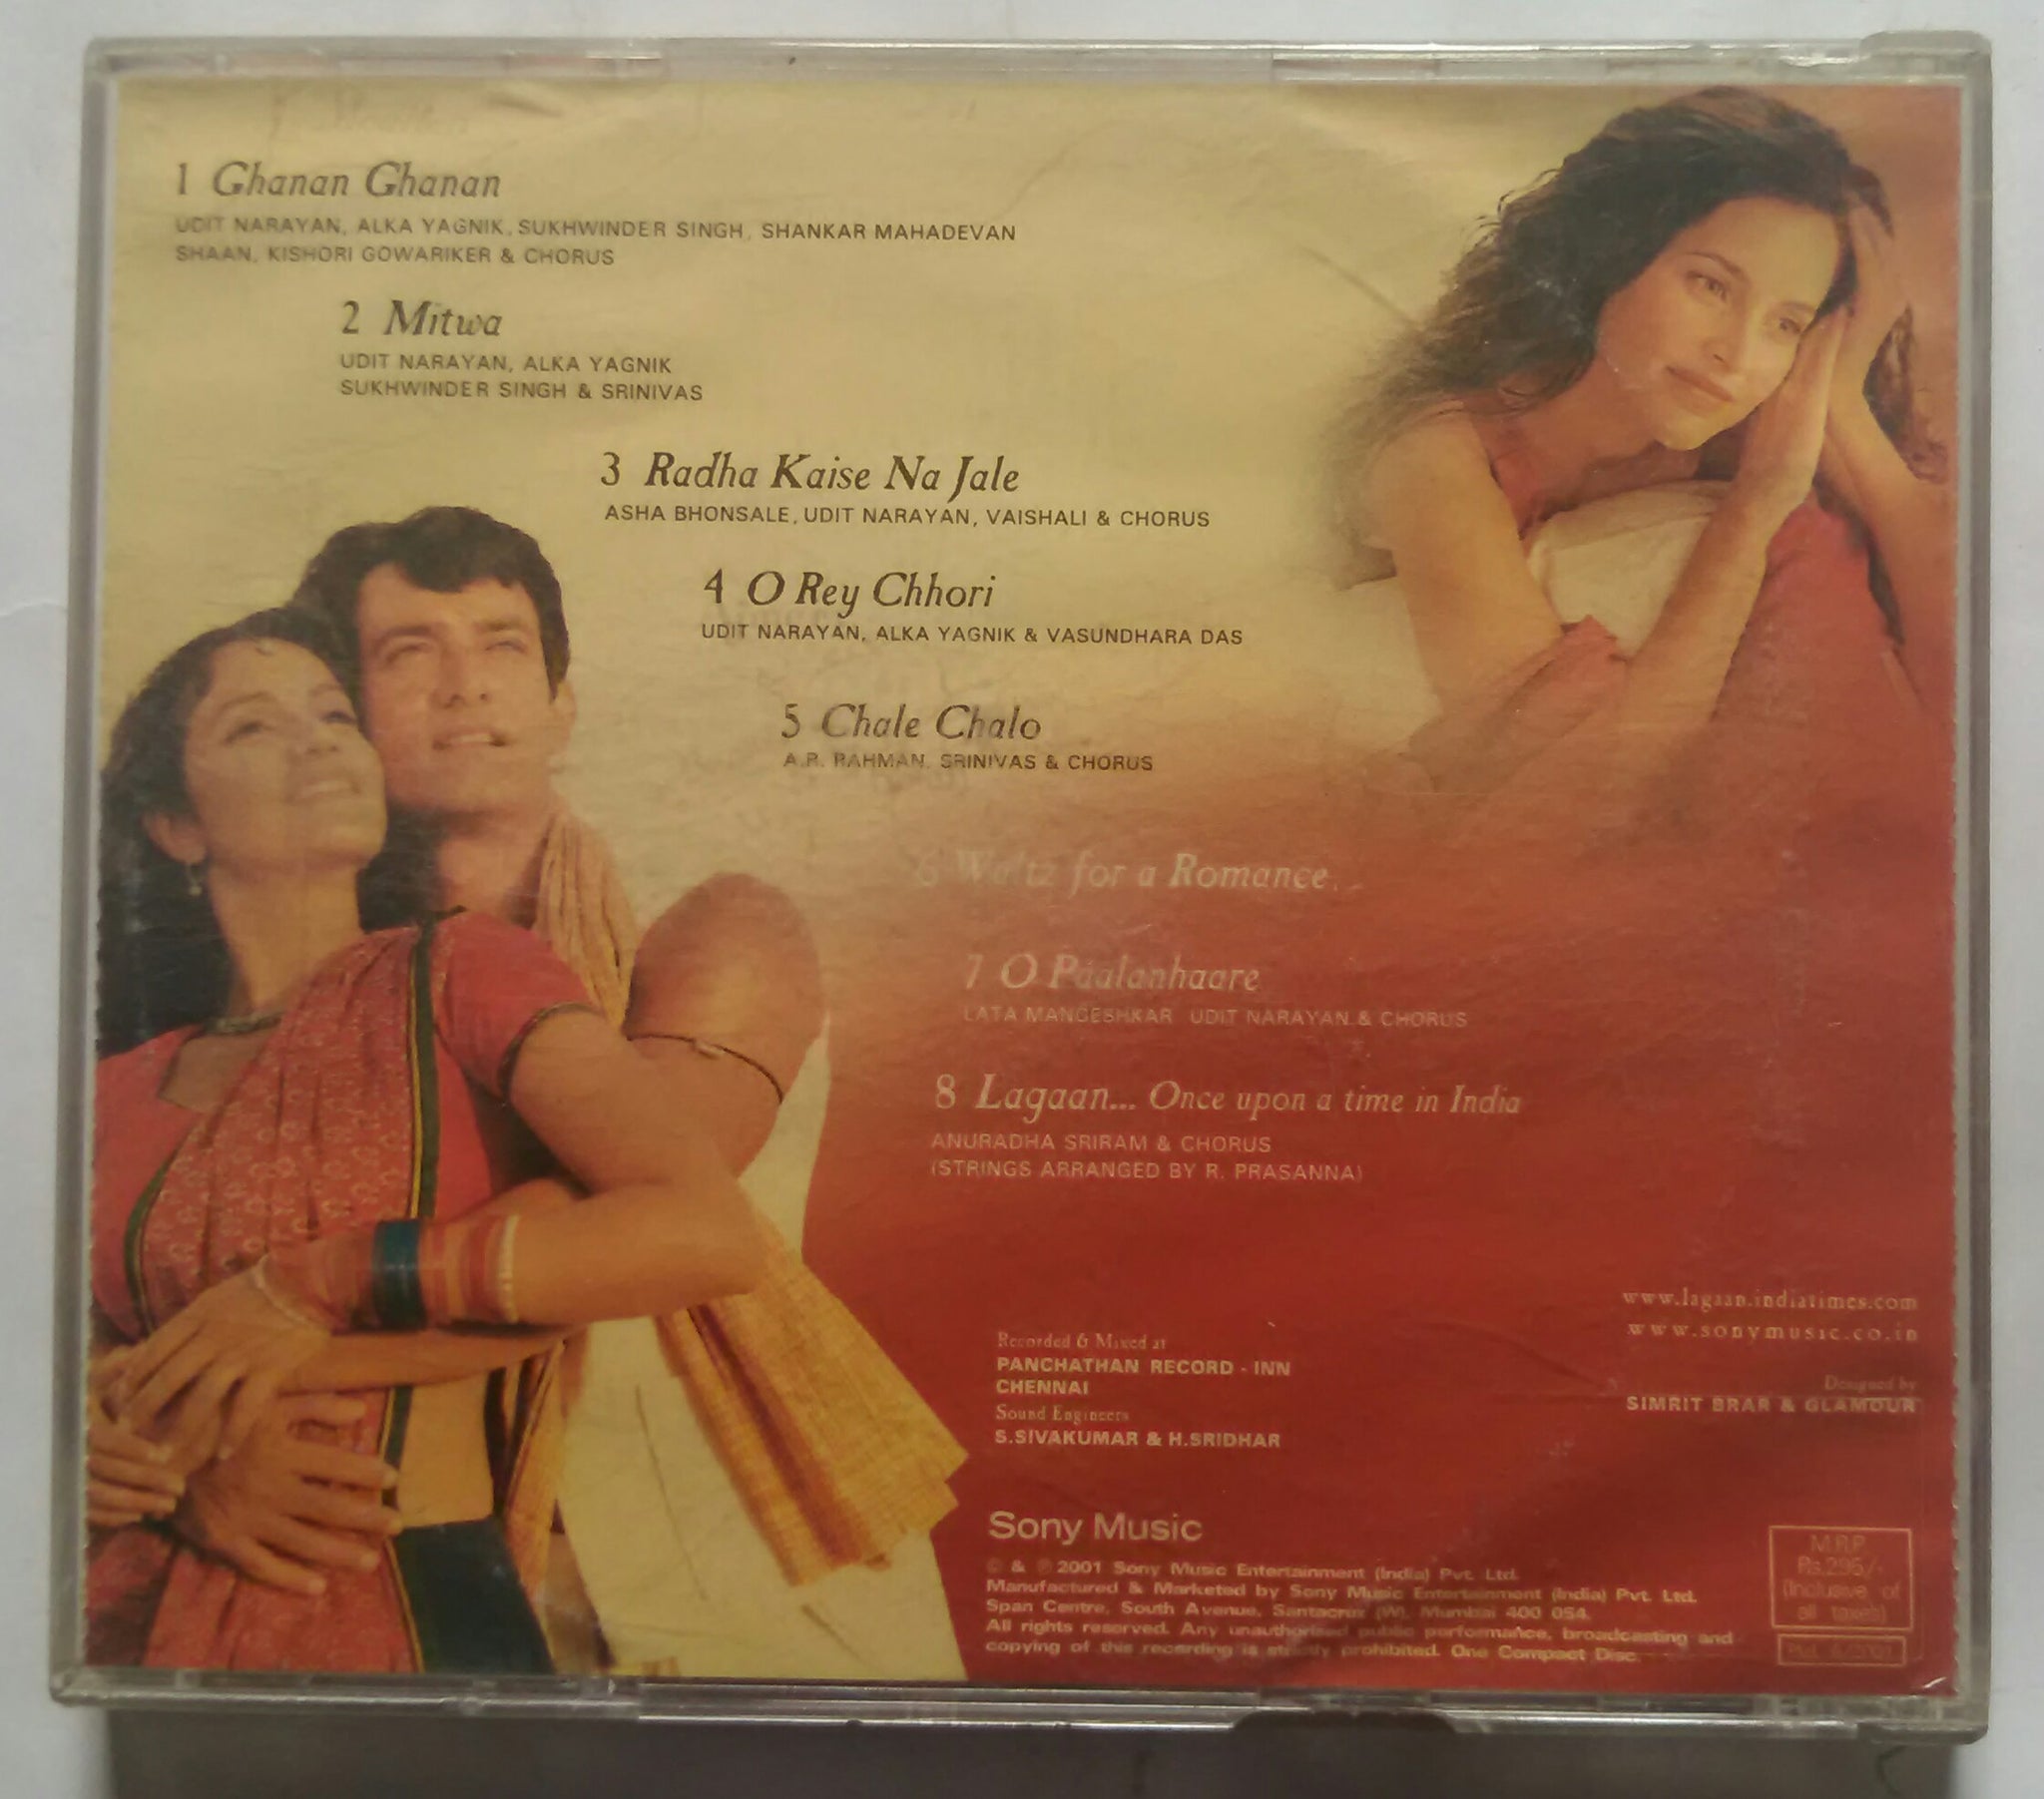 1 Ghanan Ghanan
UDIT NARAYAN, ALKA YAGNIK, SUKHWINDER SINGH, SHANKAR MAHADEVAN
SHAAN, KISHORI GOWARIKER & CHORUS
2 Mitwa
UDIT NARAYAN, ALKA YAGNIK
SUKHWINDER SINGH & SRINIVAS
3 Radha Kaise Na Jale
ASHA BHONSALE, UDIT NARAYAN, VAISHALI & CHORUS
4 O Rey Chhori
UDIT NARAYAN, ALKA YAGNIK & VASUNDHARA DAS
5 Chale Chalo
A.R. RAHMAN, SRINIVAS & CHORUS
6 Waltz for a Romance...
7 O Paalanhaare
LATA MANGESHKAR UDIT NARAYAN & CHORUS
8 Lagaan... Once upon a time in India
ANURADHA SRIRAM & CHORUS
(STRINGS ARRANGED BY R. PRASANNA)
www.lagaan.indiatimes.com
www.sonymusic.co.in
Designed by
SIMRIT BRAR & GLAMOUR
Recorded & Mixed at
PANCHATHAN RECORD - INN
CHENNAI
Sound Engineers
S.SIVAKUMAR & H.SRIDHAR
Sony Music
© & ℗ 2001 Sony Music Entertainment (India) Pvt. Ltd.
Manufactured & Marketed by Sony Music Entertainment (India) Pvt. Ltd.
Span Centre, South Avenue, Santacruz (W), Mumbai 400 054.
All rights reserved. Any unauthorised public performance, broadcasting and
copying of this recording is strictly prohibited. One Compact Disc.
M.R.P.
Rs.295/-
(Inclusive of
all taxes)